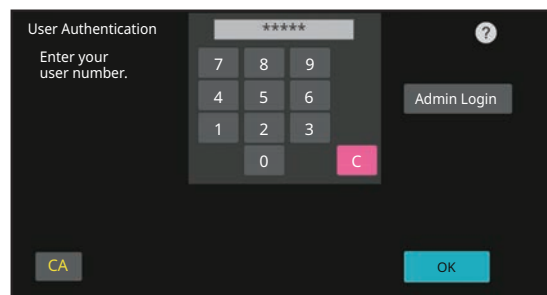 User Authentication
*****
?
Enter your
user number.
7 8 9
4 5 6
Admin Login
1 2 3
0 C
CA
OK